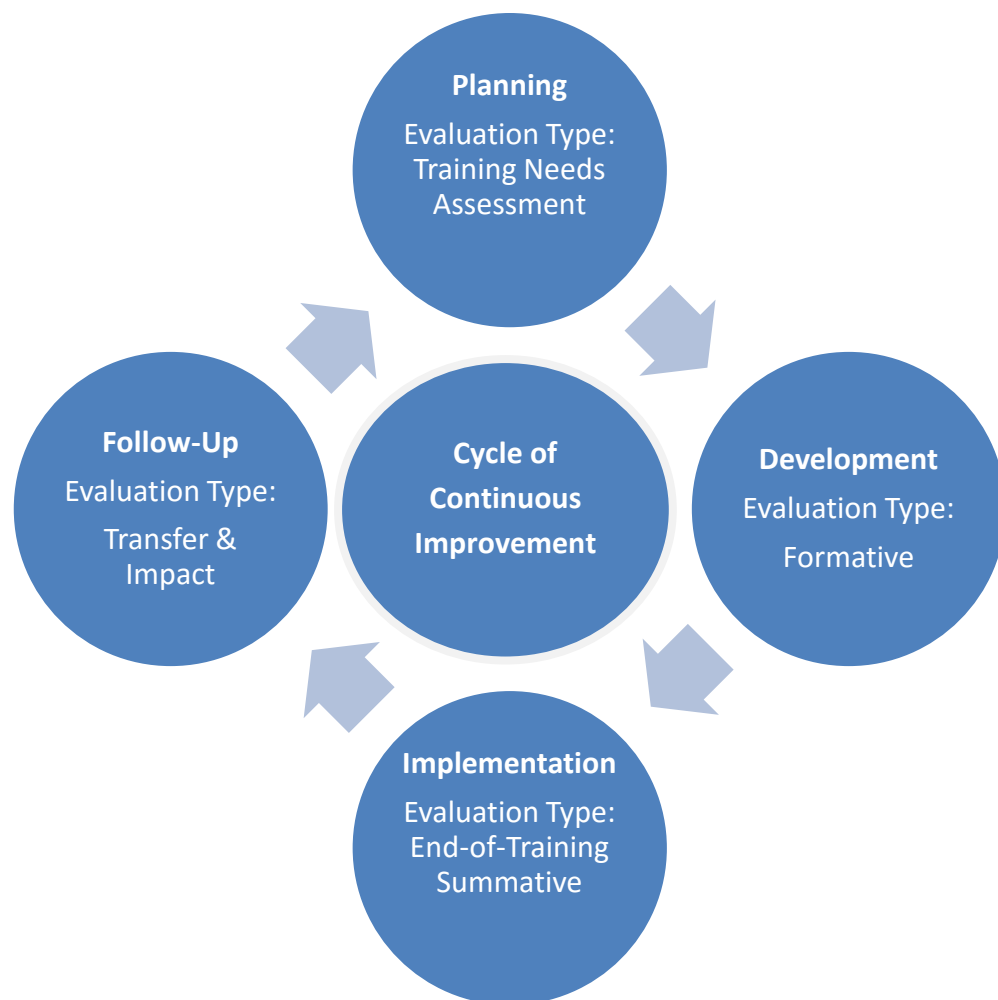 Planning
Evaluation Type:
Training Needs
Assessment
Follow-Up
Evaluation Type:
Transfer &
Impact
Cycle of
Continuous
Improvement
Development
Evaluation Type:
Formative
Implementation
Evaluation Type:
End-of-Training
Summative